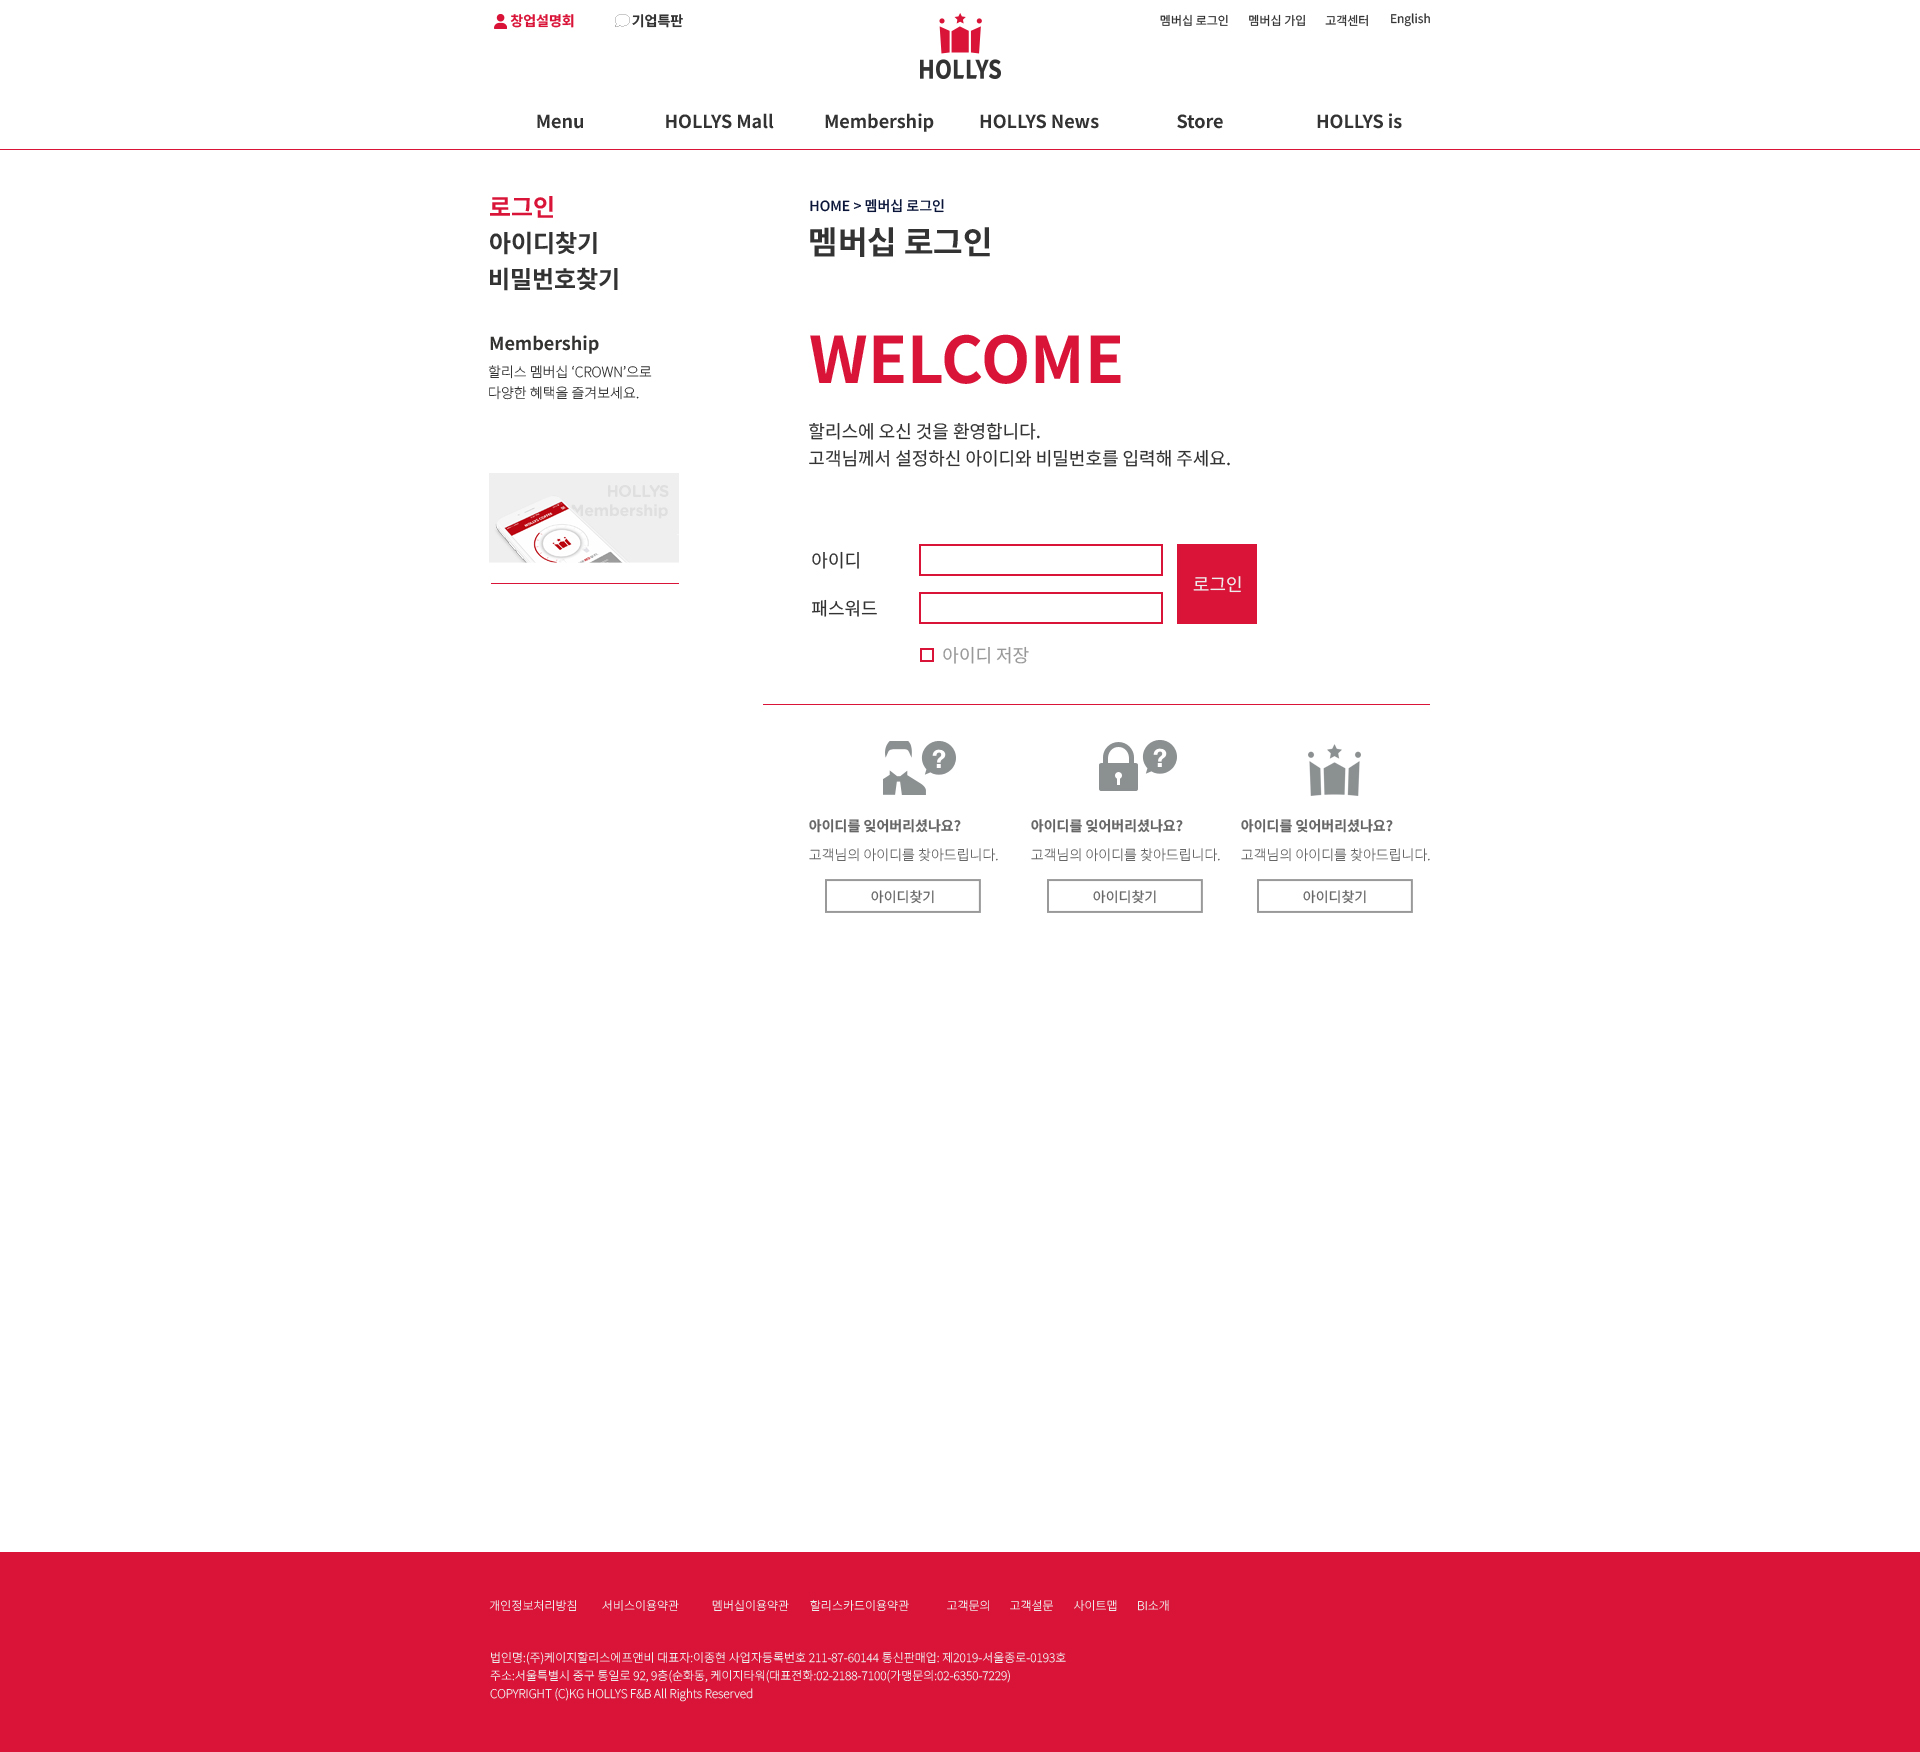 창업설명회
기업특판
HOLLYS
멤버십 로그인
멤버십 가입
고객센터
English
Menu
HOLLYS Mall
Membership
HOLLYS News
Store
HOLLYS is
로그인
아이디찾기
비밀번호찾기
Membership
할리스 멤버십 ‘CROWN’으로
다양한 혜택을 즐겨보세요.
HOLLYS
Membership
HOME > 멤버십 로그인
멤버십 로그인
WELCOME
할리스에 오신 것을 환영합니다.
고객님께서 설정하신 아이디와 비밀번호를 입력해 주세요.
아이디
패스워드
로그인
아이디 저장
아이디를 잊어버리셨나요?
고객님의 아이디를 찾아드립니다.
아이디찾기
아이디를 잊어버리셨나요?
고객님의 아이디를 찾아드립니다.
아이디찾기
아이디를 잊어버리셨나요?
고객님의 아이디를 찾아드립니다.
아이디찾기
개인정보처리방침
서비스이용약관
멤버십이용약관
할리스카드이용약관
고객문의
고객설문
사이트맵
BI소개
법인명:(주)케이지할리스에프앤비 대표자:이종현 사업자등록번호 211-87-60144 통신판매업: 제2019-서울종로-0193호
주소:서울특별시 중구 통일로 92, 9층(순화동, 케이지타워(대표전화:02-2188-7100(가맹문의:02-6350-7229)
COPYRIGHT (C)KG HOLLYS F&B All Rights Reserved